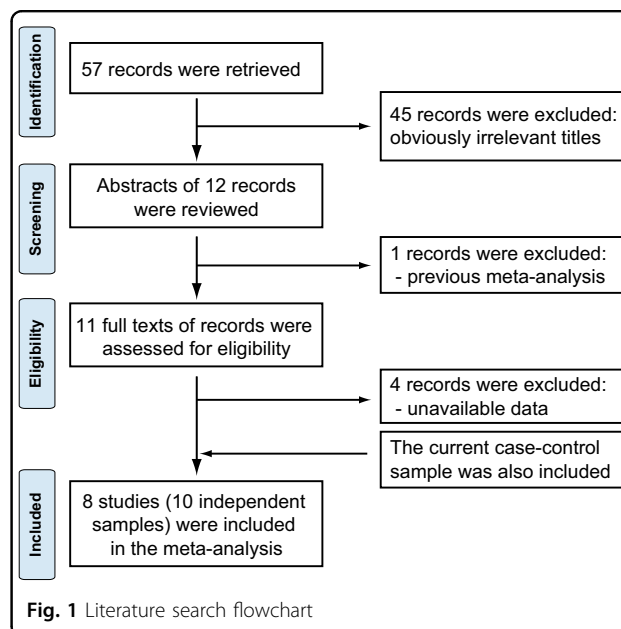 Identification
57 records were retrieved
45 records were excluded:
obviously irrelevant titles
Screening
Abstracts of 12 records
were reviewed
1 records were excluded:
- previous meta-analysis
Eligibility
11 full texts of records were
assessed for eligibility
4 records were excluded:
- unavailable data
The current case-control
sample was also included
Included
8 studies (10 independent
samples) were included
in the meta-analysis
Fig. 1 Literature search flowchart